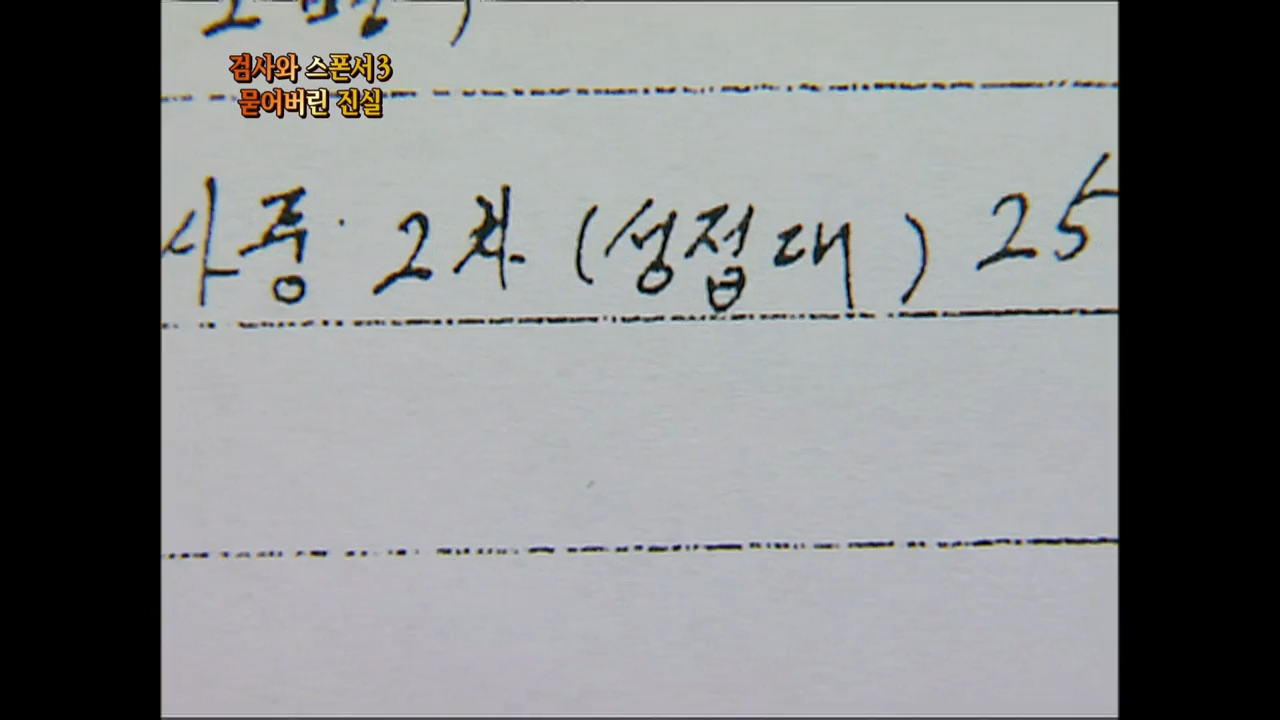 검사와 스폰서3
묻어버린 진실
사중 2차 (성접대) 25